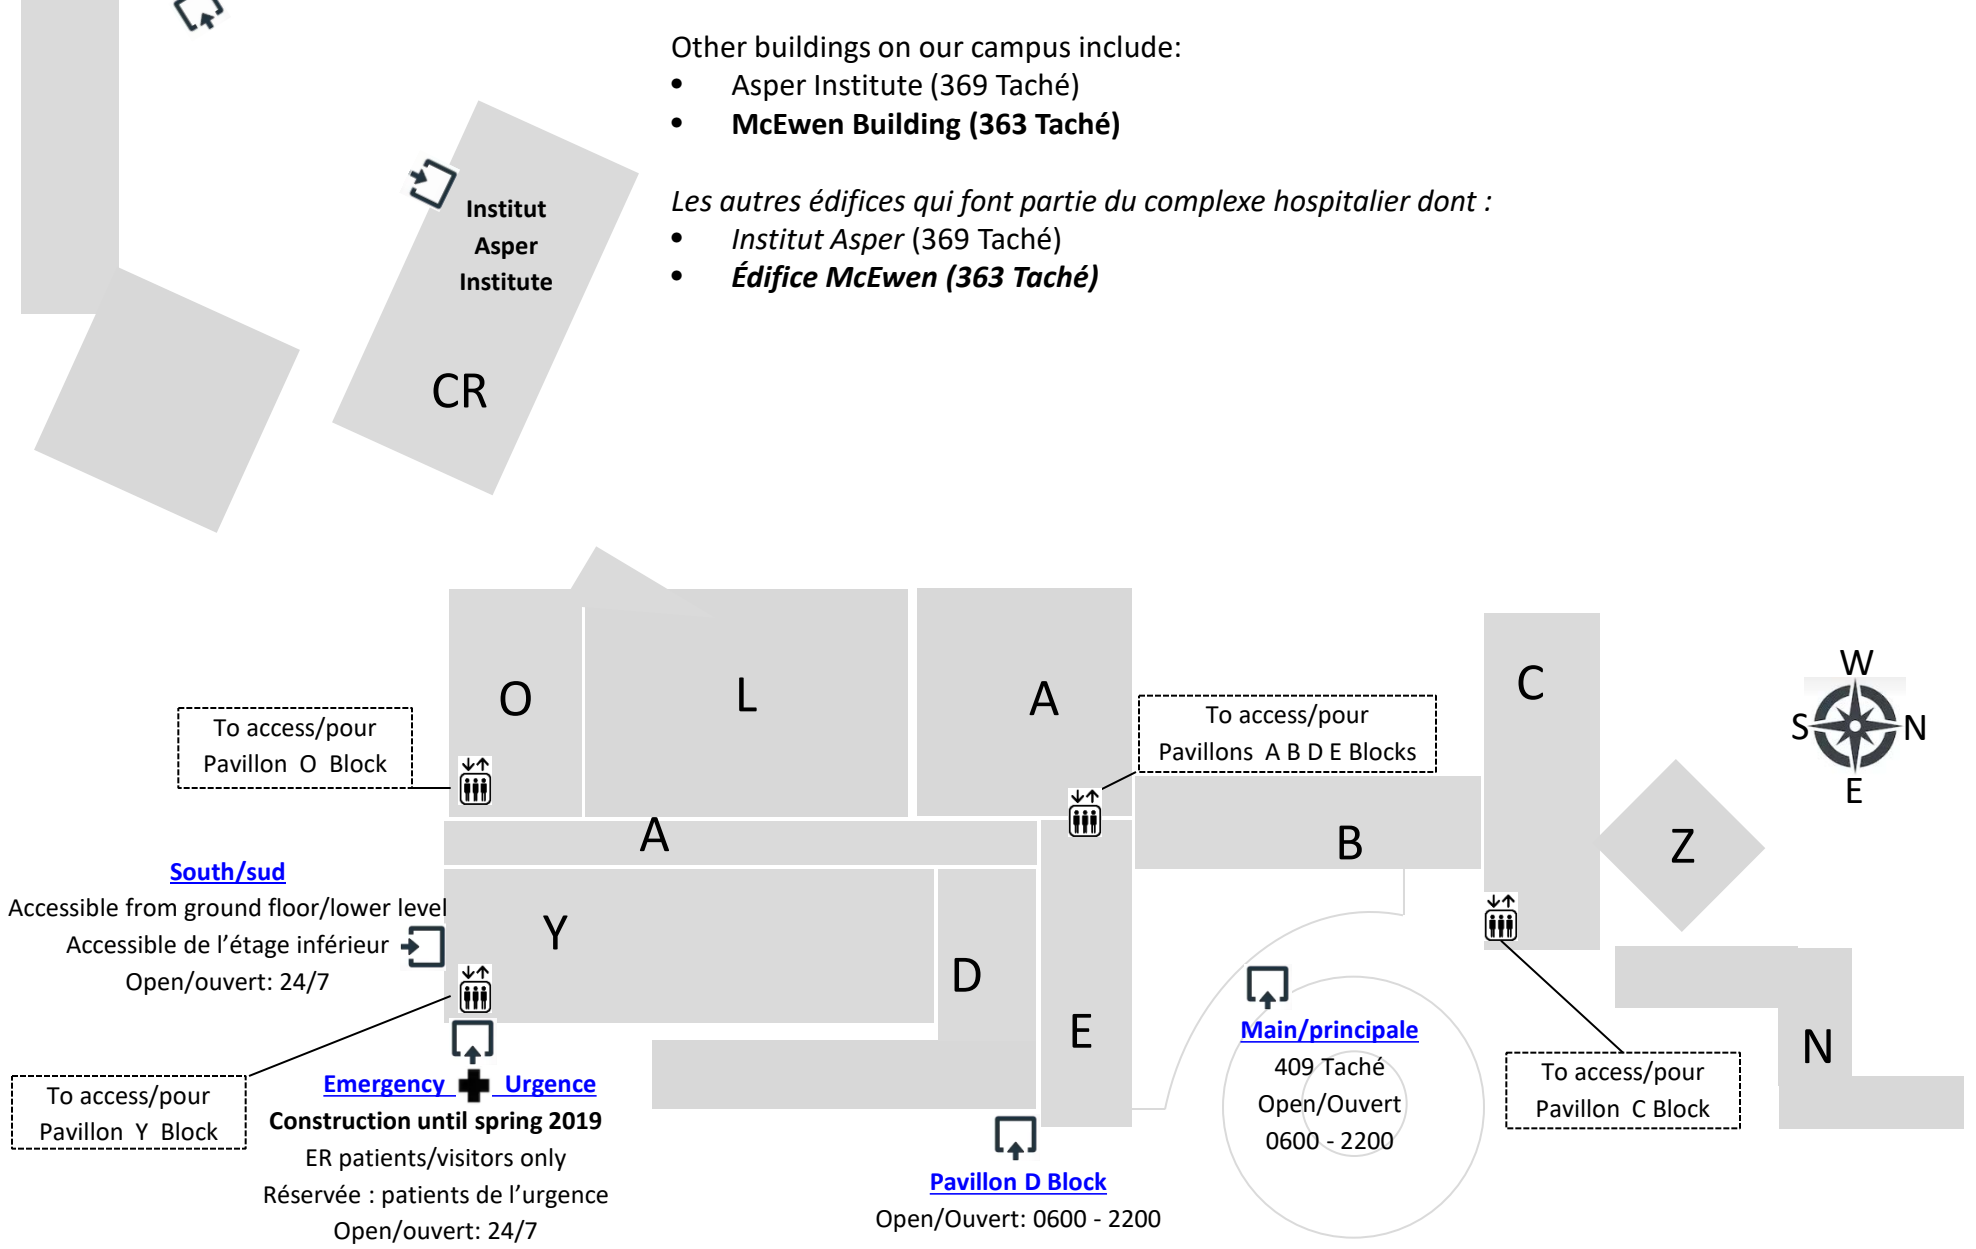 Other buildings on our campus include:
• Asper Institute (369 Taché)
• McEwen Building (363 Taché)
Les autres édifices qui font partie du complexe hospitalier dont :
• Institut Asper (369 Taché)
• Édifice McEwen (363 Taché)
Institut
Asper
Institute
CR
O
L
A
C
W
S
N
E
To access/pour
Pavillon O Block
To access/pour
Pavillons A B D E Blocks
A
B
Z
South/sud
Accessible from ground floor/lower level
Accessible de l’étage inférieur
Open/ouvert: 24/7
Y
D
E
N
Main/principale
409 Taché
Open/Ouvert
0600 - 2200
To access/pour
Pavillon C Block
To access/pour
Pavillon Y Block
Emergency Urgence
Construction until spring 2019
ER patients/visitors only
Réservée : patients de l’urgence
Open/ouvert: 24/7
Pavillon D Block
Open/Ouvert: 0600 - 2200